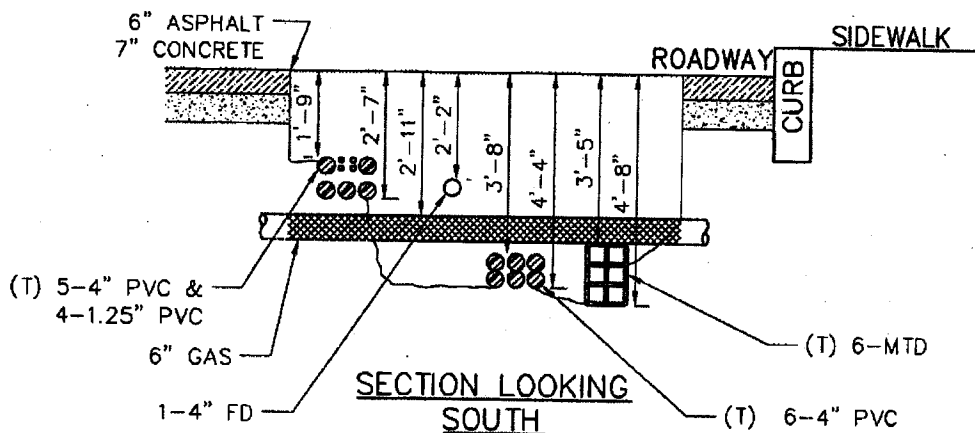 6" ASPHALT
7" CONCRETE
SIDEWALK
ROADWAY
CURB
1'-9"
2'-7"
2'-11"
2'-2"
3'-8"
4'-4"
3'-5"
4'-8"
(T) 5-4" PVC &
4-1.25" PVC
6" GAS
1-4" FD
(T) 6-MTD
(T) 6-4" PVC
SECTION LOOKING
SOUTH